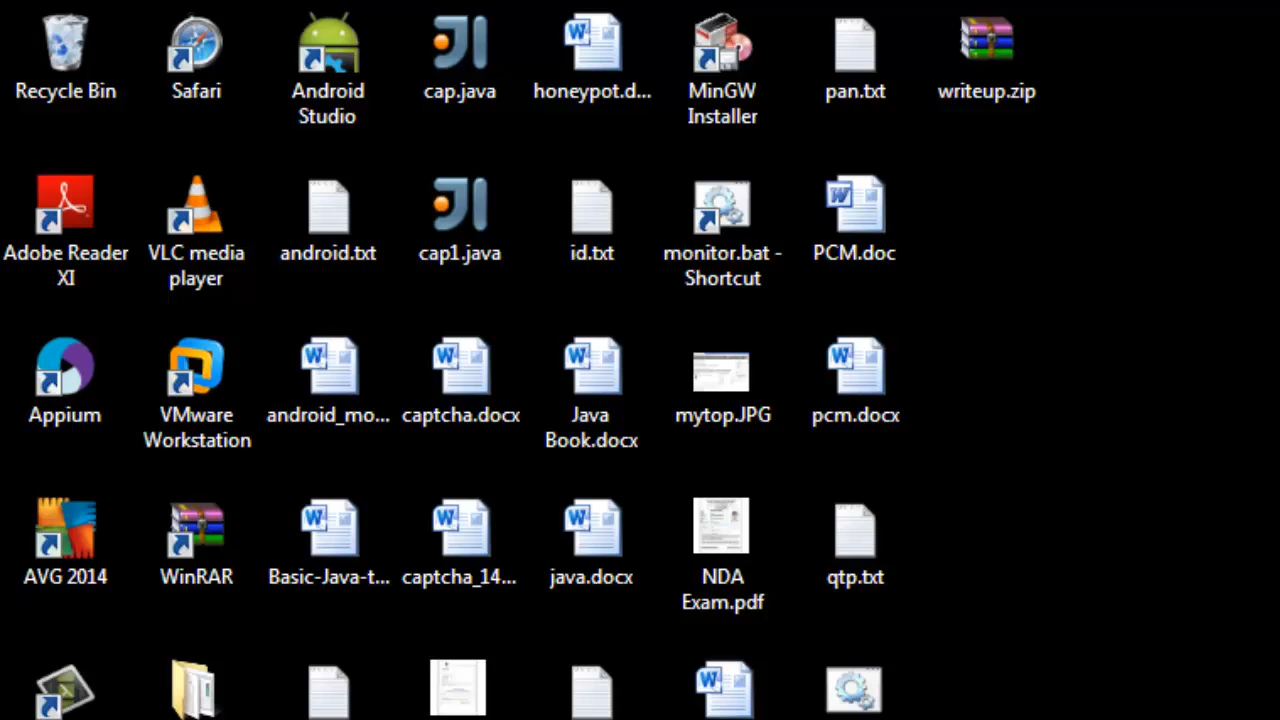 Recycle Bin
Safari
Android
Studio
cap.java
honeypot.d...
MinGW
Installer
pan.txt
writeup.zip
Adobe Reader
XI
VLC media
player
android.txt
cap1.java
id.txt
monitor.bat -
Shortcut
PCM.doc
Appium
VMware
Workstation
android_mo...
captcha.docx
Java
Book.docx
mytop.JPG
pcm.docx
AVG 2014
WinRAR
Basic-Java-t...
captcha_14...
java.docx
NDA
Exam.pdf
qtp.txt